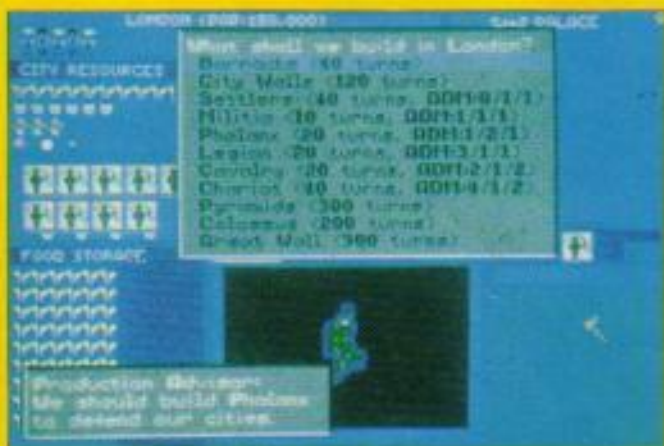 LONDON (POP:180,000)
PALACE
CITY RESOURCES
What shall we build in London?
Barracks (40 turns)
City Walls (120 turns)
Settlers (40 turns, ADM:0/1/1)
Militia (10 turns, ADM:1/1/1)
Phalanx (20 turns, ADM:1/2/1)
Legion (20 turns, ADM:3/1/1)
Cavalry (20 turns, ADM:2/1/2)
Chariot (40 turns, ADM:4/1/2)
Pyramids (300 turns)
Colossus (200 turns)
Great Wall (300 turns)
FOOD STORAGE
Production Advisor:
We should build Phalanx
to defend our cities.